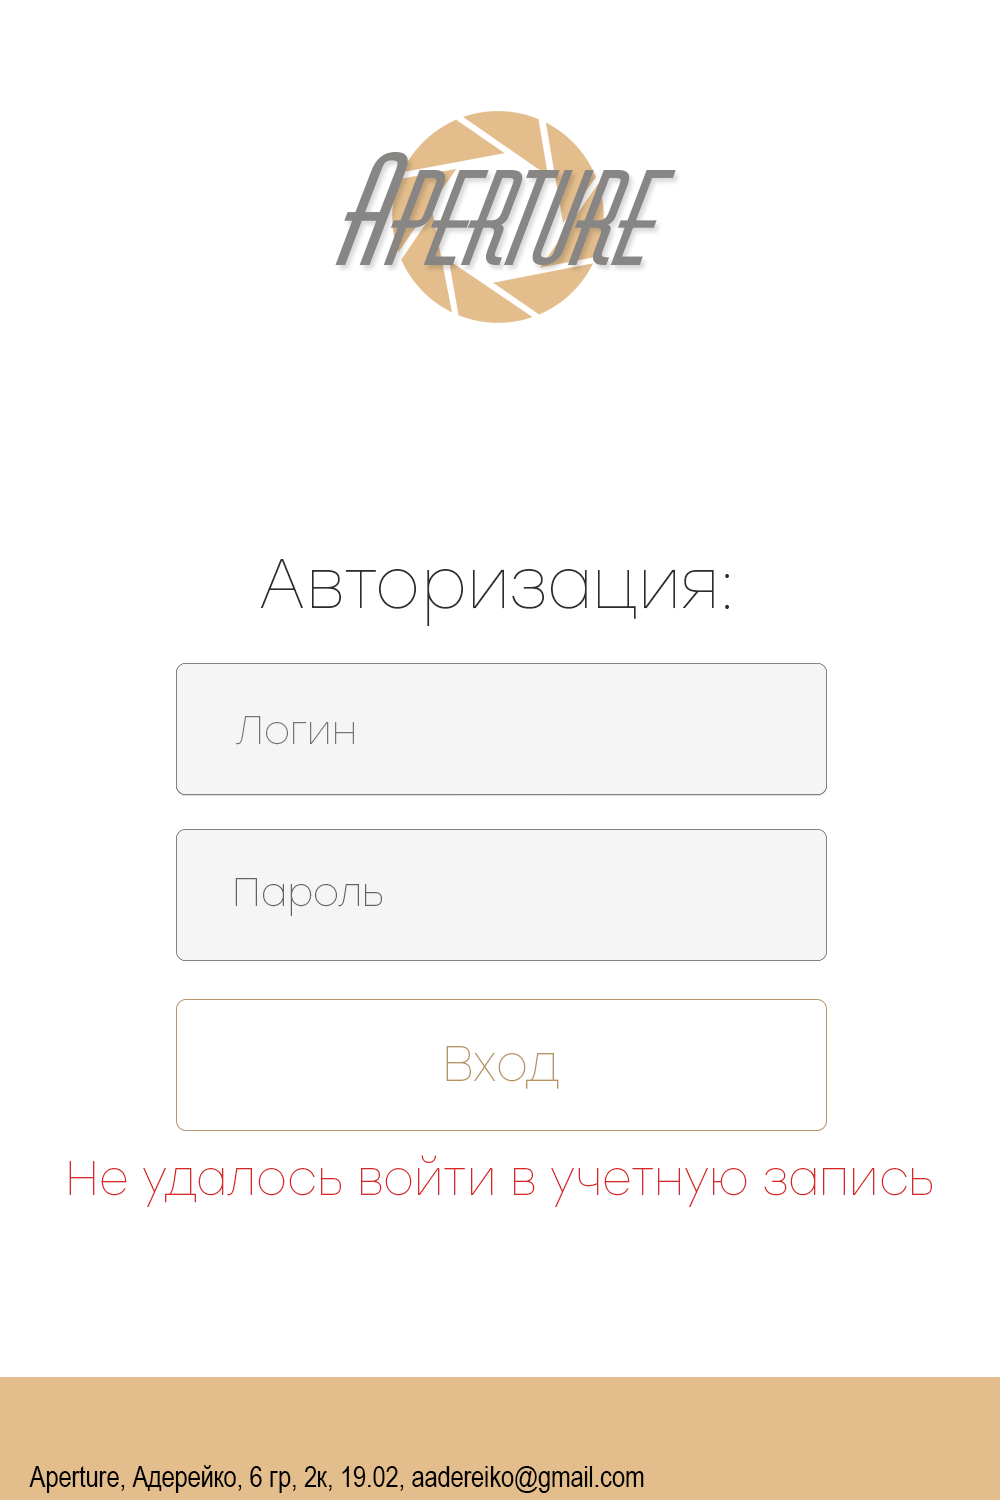 Aperture
Авторизация:
Логин
Пароль
Вход
Не удалось войти в учетную запись
Aperture, Адерейко, 6 гр, 2к, 19.02, aadereiko@gmail.com